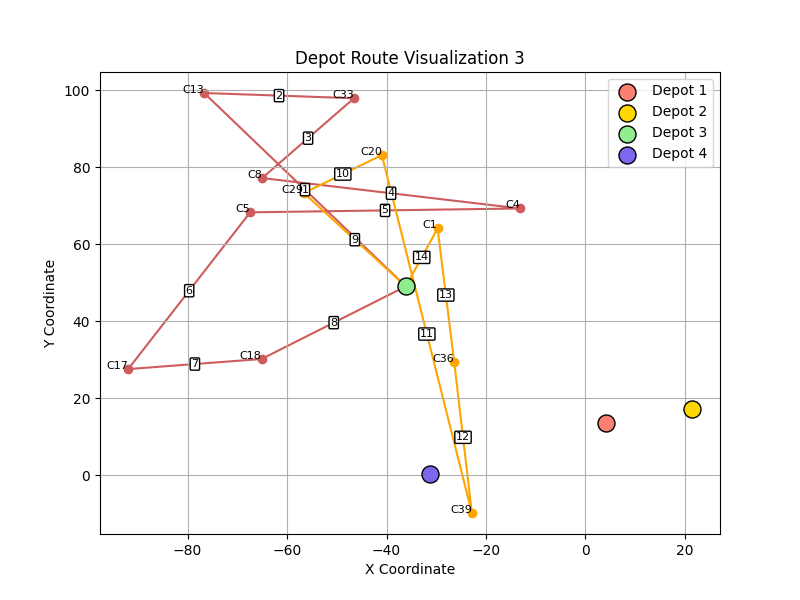 Depot Route Visualization 3
Depot 1
Depot 2
Depot 3
Depot 4
Y Coordinate
100
80
60
40
20
0
C13
2
C33
3
C20
10
C8
C29
1
4
C4
C5
5
C1
9
14
6
13
8
11
C36
C18
C17
7
12
C39
−80
−60
−40
−20
0
20
X Coordinate